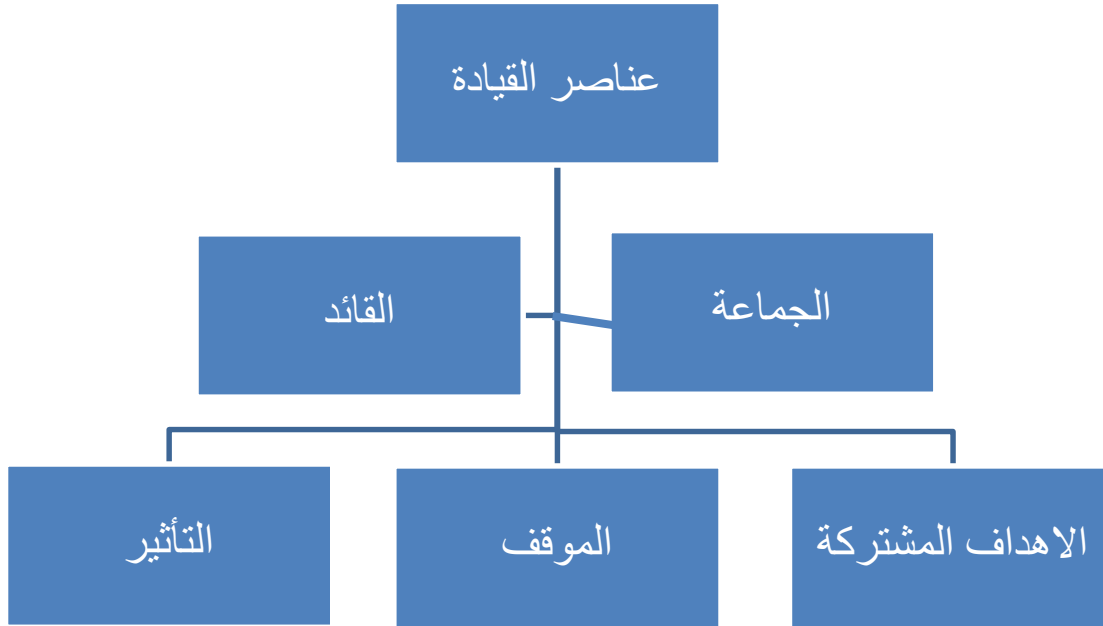 عناصر القيادة
الجماعة
القائد
الاهداف المشتركة
الموقف
التأثير